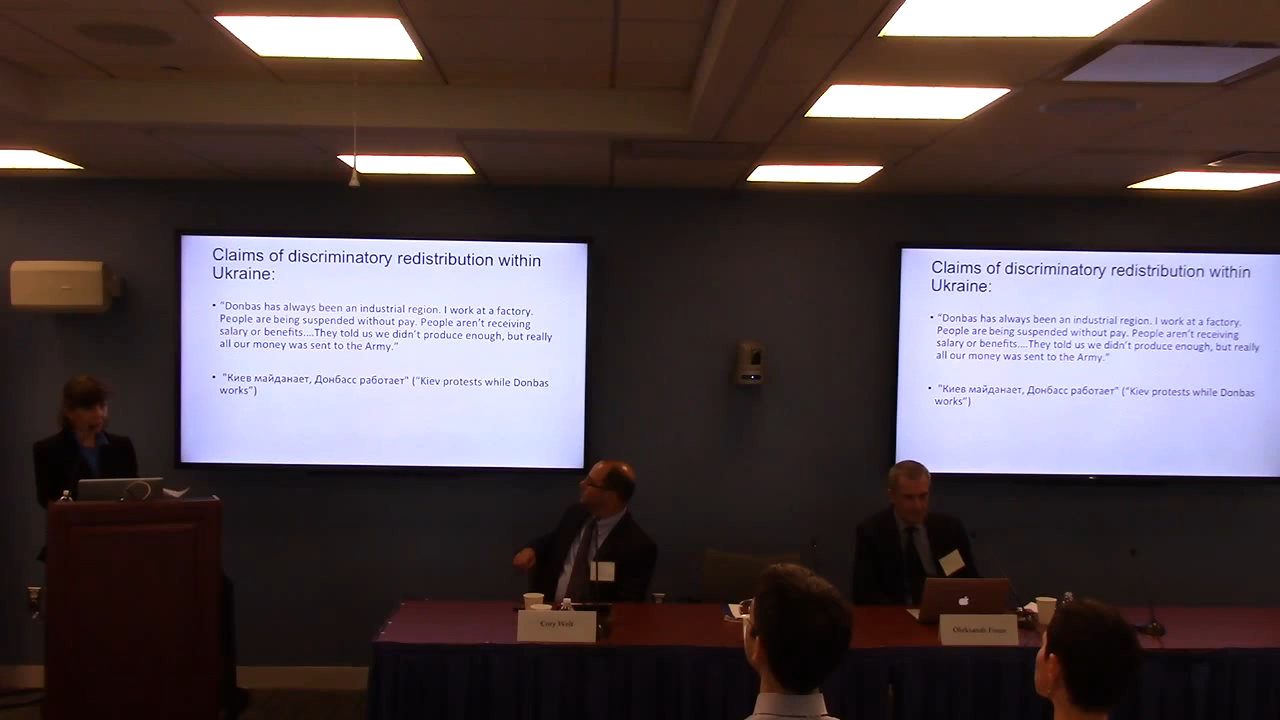 Claims of discriminatory redistribution within
Ukraine:
• "Donbas has always been an industrial region. I work at a factory.
People are being suspended without pay. People aren't receiving
salary or benefits....They told us we didn't produce enough, but really
all our money was sent to the Army."
• "Киев майданает, Донбасс работает" ("Kiev protests while Donbas
works")
Claims of discriminatory redistribution within
Ukraine:
• "Donbas has always been an industrial region. I work at a factory.
People are being suspended without pay. People aren't receiving
salary or benefits....They told us we didn't produce enough, but really
all our money was sent to the Army."
• "Киев майданает, Донбасс работает" ("Kiev protests while Donbas
works")
Cory Welt